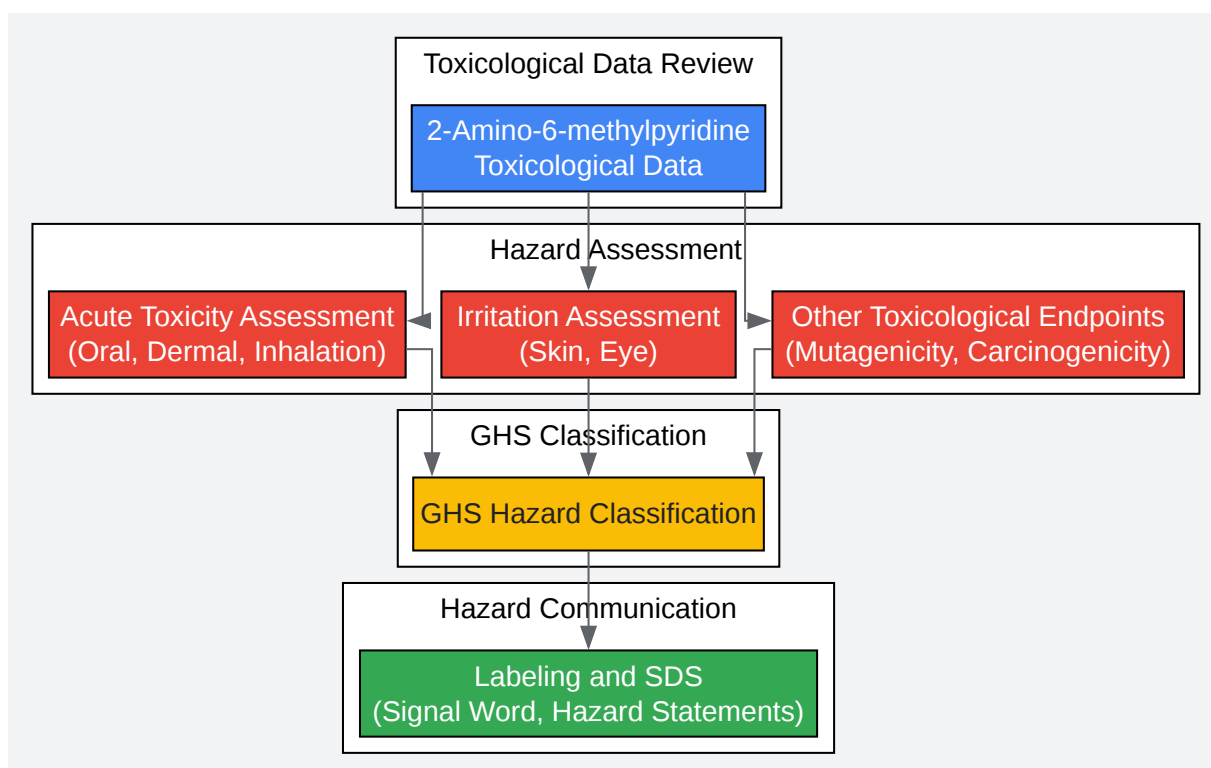 Toxicological Data Review
2-Amino-6-methylpyridine
Toxicological Data
Hazard Assessment
Acute Toxicity Assessment
(Oral, Dermal, Inhalation)
Irritation Assessment
(Skin, Eye)
Other Toxicological Endpoints
(Mutagenicity, Carcinogenicity)
GHS Classification
GHS Hazard Classification
Hazard Communication
Labeling and SDS
(Signal Word, Hazard Statements)